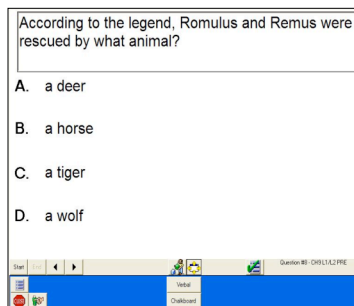 According to the legend, Romulus and Remus were
rescued by what animal?
A. a deer
B. a horse
C. a tiger
D. a wolf
Start
Question #8 - CH9 L1/L2 PRE
Verbal
Chalkboard